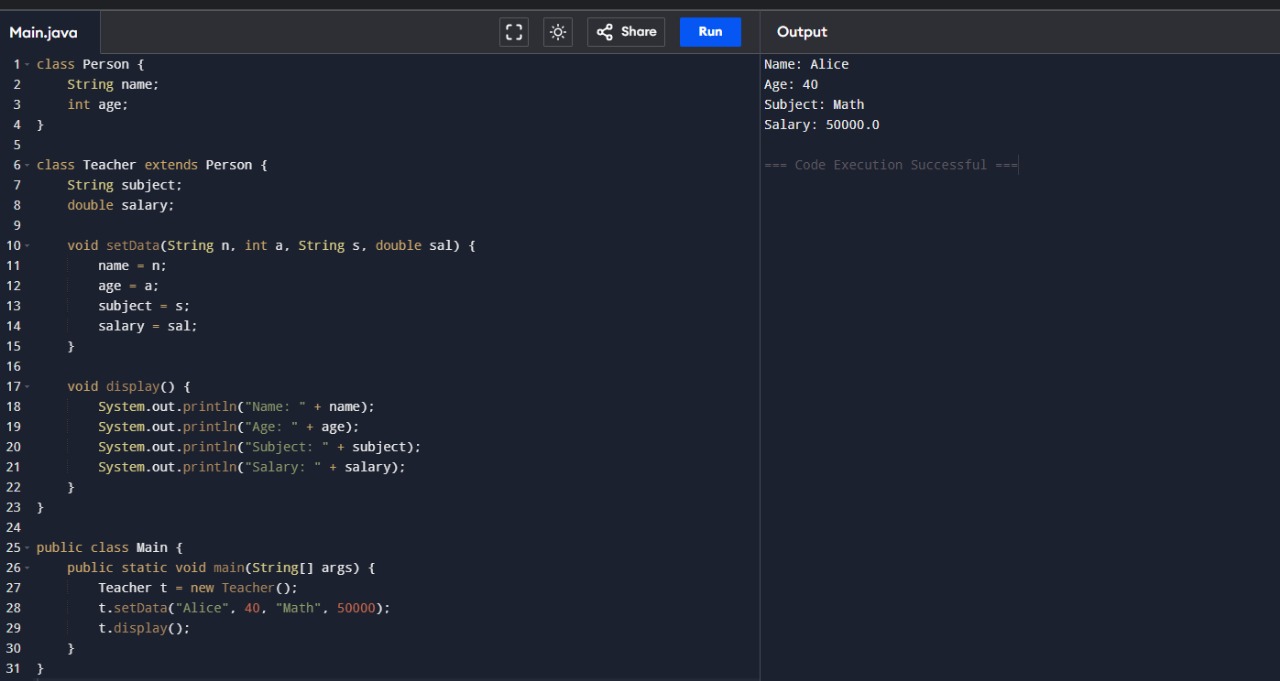 Main.java
Share
Run
Output
1 class Person {
2     String name;
3     int age;
4 }
5
6 class Teacher extends Person {
7     String subject;
8     double salary;
9
10     void setData(String n, int a, String s, double sal) {
11         name = n;
12         age = a;
13         subject = s;
14         salary = sal;
15     }
16
17     void display() {
18         System.out.println("Name: " + name);
19         System.out.println("Age: " + age);
20         System.out.println("Subject: " + subject);
21         System.out.println("Salary: " + salary);
22     }
23 }
24
25 public class Main {
26     public static void main(String[] args) {
27         Teacher t = new Teacher();
28         t.setData("Alice", 40, "Math", 50000);
29         t.display();
30     }
31 }
Name: Alice
Age: 40
Subject: Math
Salary: 50000.0
=== Code Execution Successful ===